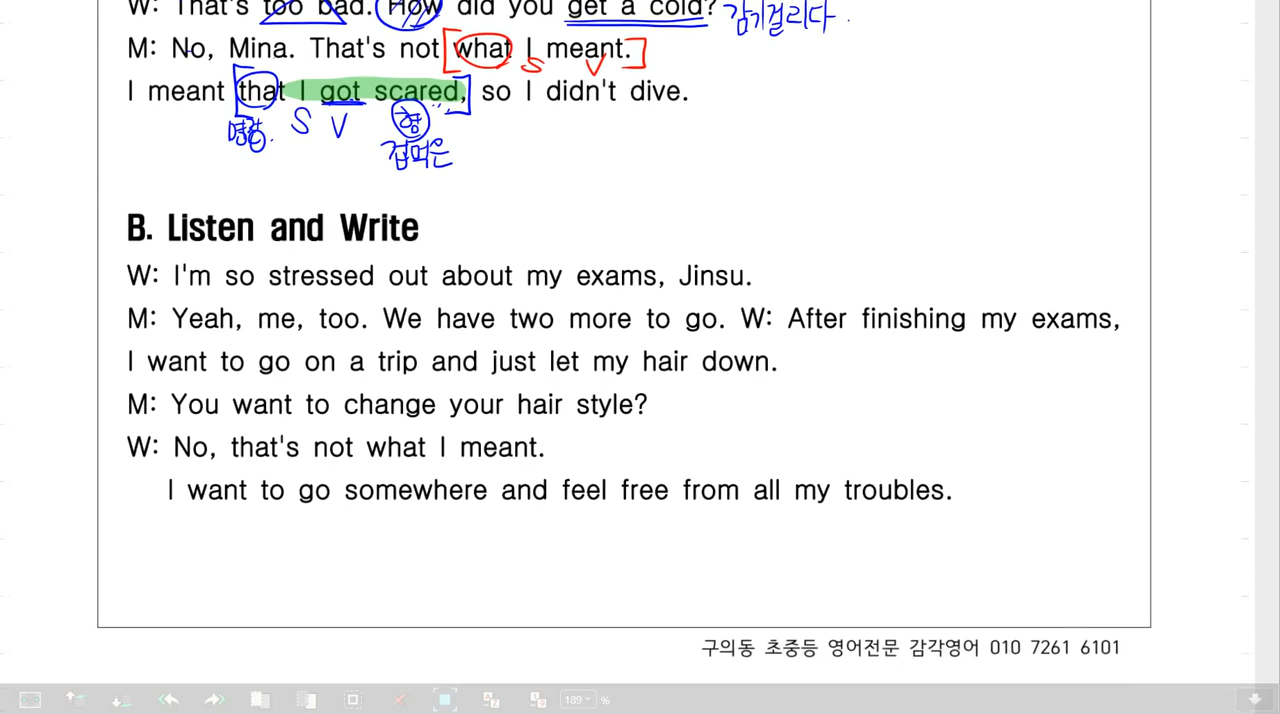 W: That's too bad. How did you get a cold? 감기걸리다.
M: No, Mina. That's not [what I meant.]
S V
I meant [that I got scared,] so I didn't dive.
S V 형
겁먹은
B. Listen and Write
W: I'm so stressed out about my exams, Jinsu.
M: Yeah, me, too. We have two more to go. W: After finishing my exams,
I want to go on a trip and just let my hair down.
M: You want to change your hair style?
W: No, that's not what I meant.
I want to go somewhere and feel free from all my troubles.
구의동 초중등 영어전문 감각영어 010 7261 6101
189 %